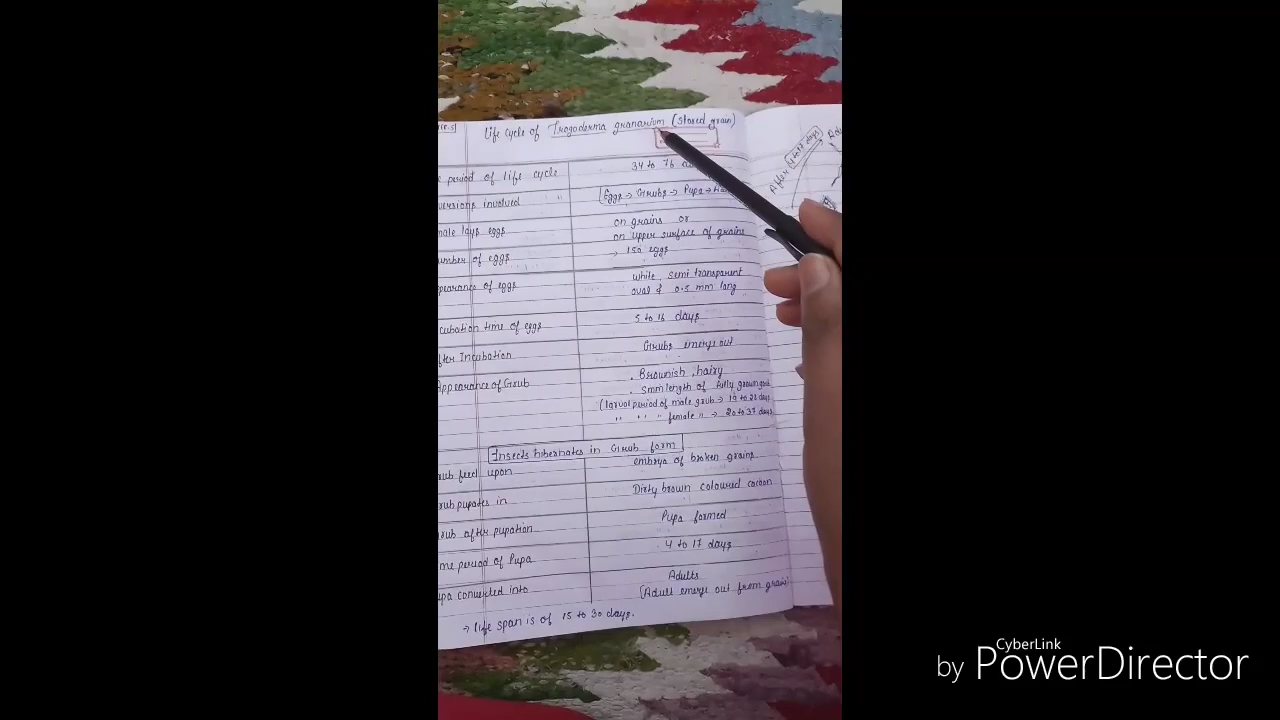 Life Cycle of Trogoderma granarium (Stored grain)
period of life cycle 34 to 76
versions involved " (Eggs → Grubs → Pupa →
male lays eggs on grains or
on upper surface of grains
umber of eggs → 150 eggs
pearance of eggs white, semi transparent
oval & 0.5 mm long
cubation time of eggs 5 to 16 days
fter Incubation Grubs emerge out
Appearance of Grub . Brownish, hairy
. 5mm length of fully grown
(larval period of male grub → to days
" " " female " → 20 to 37 days
Insects hibernates in Grub form
rub feed upon embryo of broken grains
rub pupates in Dirty brown coloured cocoon
rub after pupation Pupa formed
me period of Pupa 4 to 17 days
upa converted into Adults
(Adult emerge out from grain)
→ life span is of 15 to 30 days.
After days
CyberLink
by PowerDirector